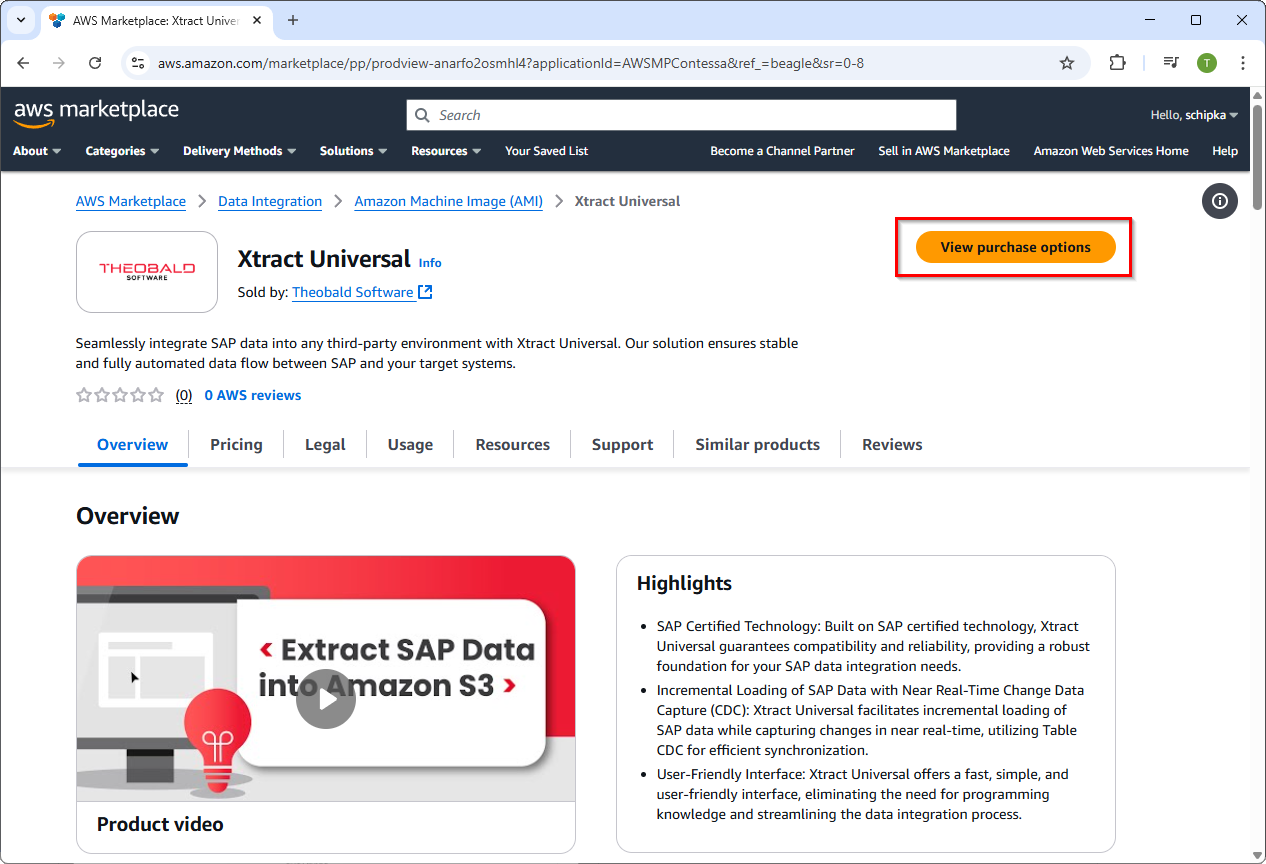 AWS Marketplace: Xtract Univer
aws.amazon.com/marketplace/pp/prodview-anarfo2osmhl4?applicationId=AWSMPContessa&ref_=beagle&sr=0-8
T
aws marketplace
Search
Hello, schipka
About Categories Delivery Methods Solutions Resources Your Saved List Become a Channel Partner Sell in AWS Marketplace Amazon Web Services Home Help
AWS Marketplace > Data Integration > Amazon Machine Image (AMI) > Xtract Universal
View purchase options
THEOBALD
SOFTWARE
Xtract Universal Info
Sold by: Theobald Software
Seamlessly integrate SAP data into any third-party environment with Xtract Universal. Our solution ensures stable
and fully automated data flow between SAP and your target systems.
(0) 0 AWS reviews
Overview Pricing Legal Usage Resources Support Similar products Reviews
Overview
< Extract SAP Data
into Amazon S3 >
Product video
Highlights
• SAP Certified Technology: Built on SAP certified technology, Xtract
Universal guarantees compatibility and reliability, providing a robust
foundation for your SAP data integration needs.
• Incremental Loading of SAP Data with Near Real-Time Change Data
Capture (CDC): Xtract Universal facilitates incremental loading of
SAP data while capturing changes in near real-time, utilizing Table
CDC for efficient synchronization.
• User-Friendly Interface: Xtract Universal offers a fast, simple, and
user-friendly interface, eliminating the need for programming
knowledge and streamlining the data integration process.